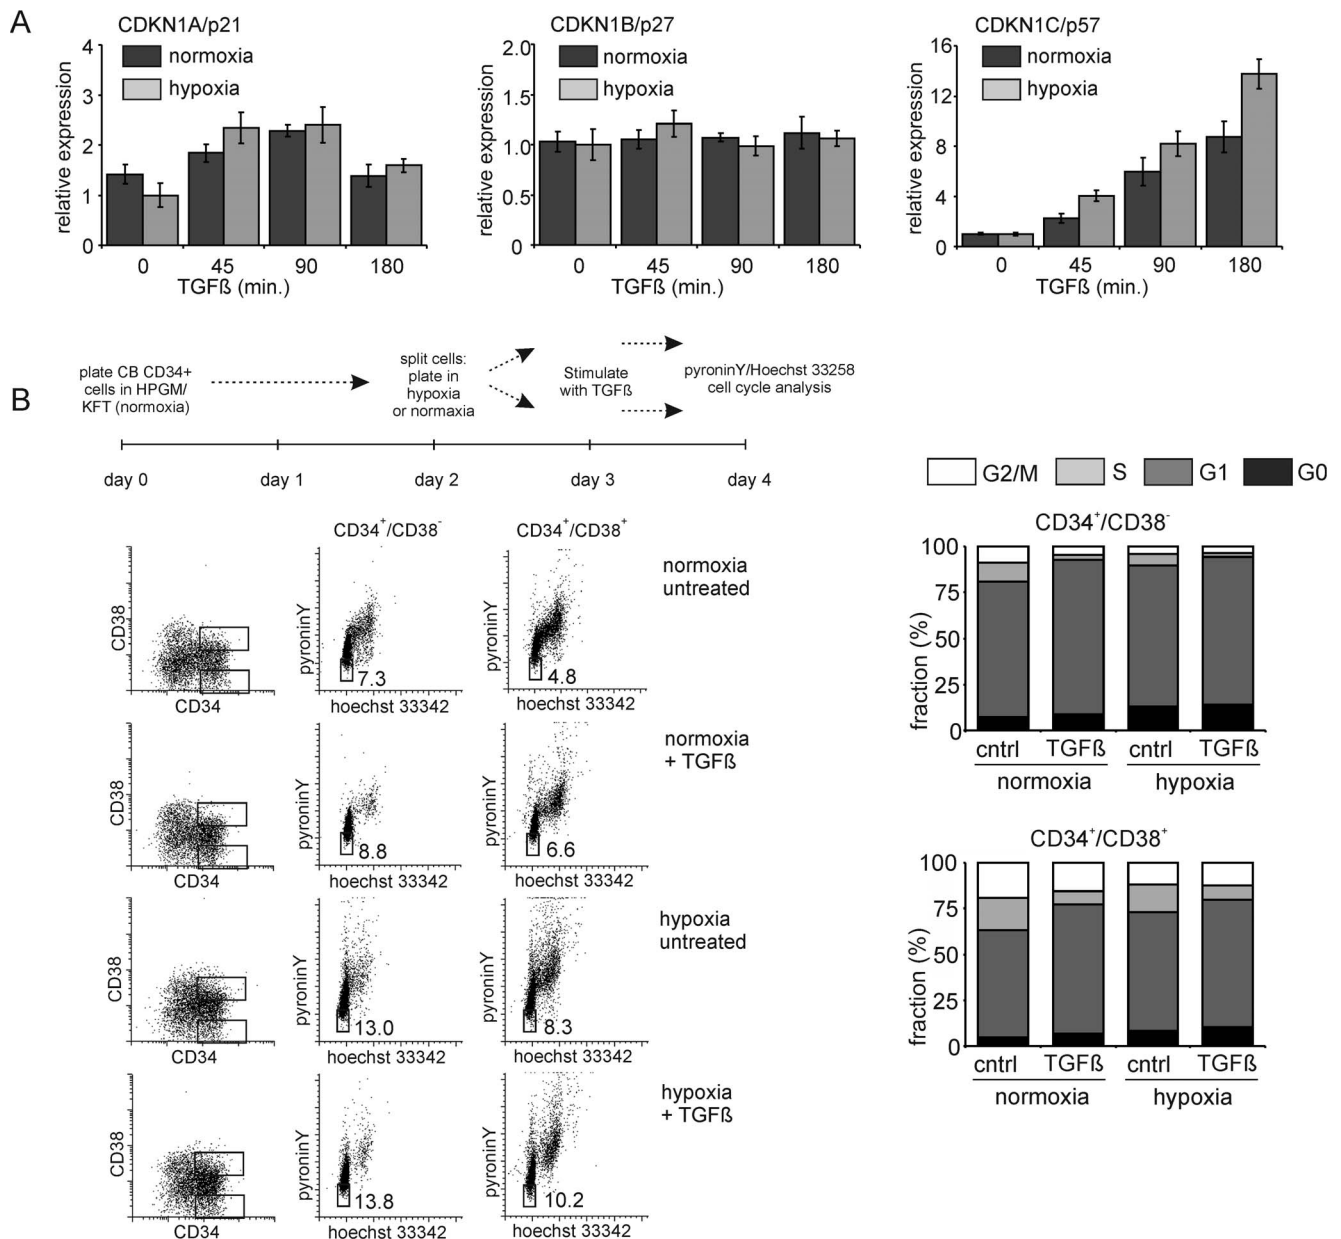 A
CDKN1A/p21
normoxia
hypoxia
relative expression
4
3
2
1
0
0 45 90 180
TGFß (min.)
CDKN1B/p27
normoxia
hypoxia
relative expression
2.0
1.5
1.0
0.5
0
0 45 90 180
TGFß (min.)
CDKN1C/p57
normoxia
hypoxia
relative expression
16
12
8
4
0
0 45 90 180
TGFß (min.)
B
plate CB CD34+
cells in HPGM/
KFT (normoxia)
split cells:
plate in
hypoxia
or normaxia
Stimulate
with TGFß
pyroninY/Hoechst 33258
cell cycle analysis
day 0 day 1 day 2 day 3 day 4
CD34+/CD38-
CD34+/CD38+
CD38
CD34
pyroninY
7.3
hoechst 33342
pyroninY
4.8
hoechst 33342
normoxia
untreated
CD38
CD34
pyroninY
8.8
hoechst 33342
pyroninY
6.6
hoechst 33342
normoxia
+ TGFß
CD38
CD34
pyroninY
13.0
hoechst 33342
pyroninY
8.3
hoechst 33342
hypoxia
untreated
CD38
CD34
pyroninY
13.8
hoechst 33342
pyroninY
10.2
hoechst 33342
hypoxia
+ TGFß
G2/M S G1 G0
CD34+/CD38-
fraction (%)
100
75
50
25
0
cntrl TGFß cntrl TGFß
normoxia hypoxia
CD34+/CD38+
fraction (%)
100
75
50
25
0
cntrl TGFß cntrl TGFß
normoxia hypoxia